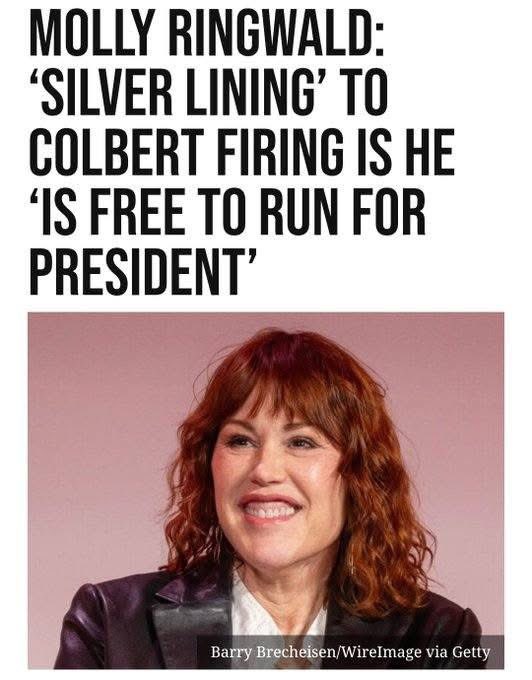 MOLLY RINGWALD:
‘SILVER LINING’ TO
COLBERT FIRING IS HE
‘IS FREE TO RUN FOR
PRESIDENT’
Barry Brecheisen/WireImage via Getty